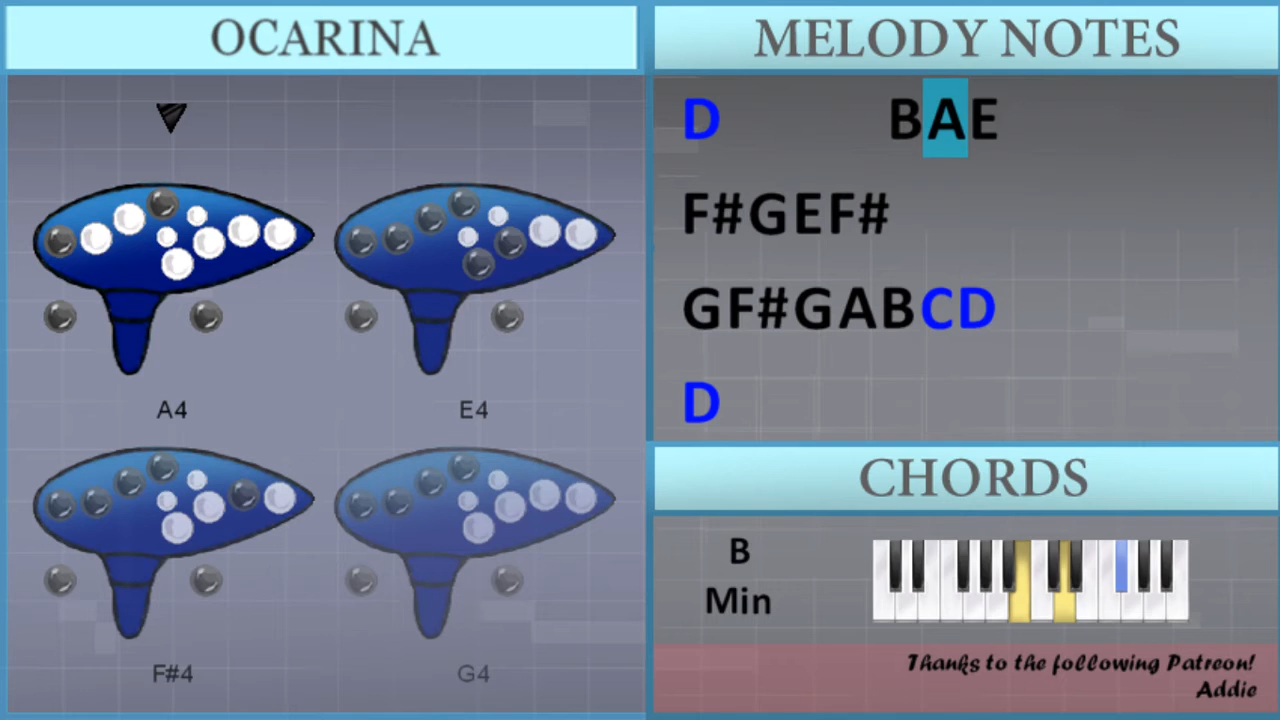 OCARINA
A4 E4
F#4 G4
MELODY NOTES
D BAE
F#GEF#
GF#GABCD
D
CHORDS
B
Min
Thanks to the following Patreon!
Addie